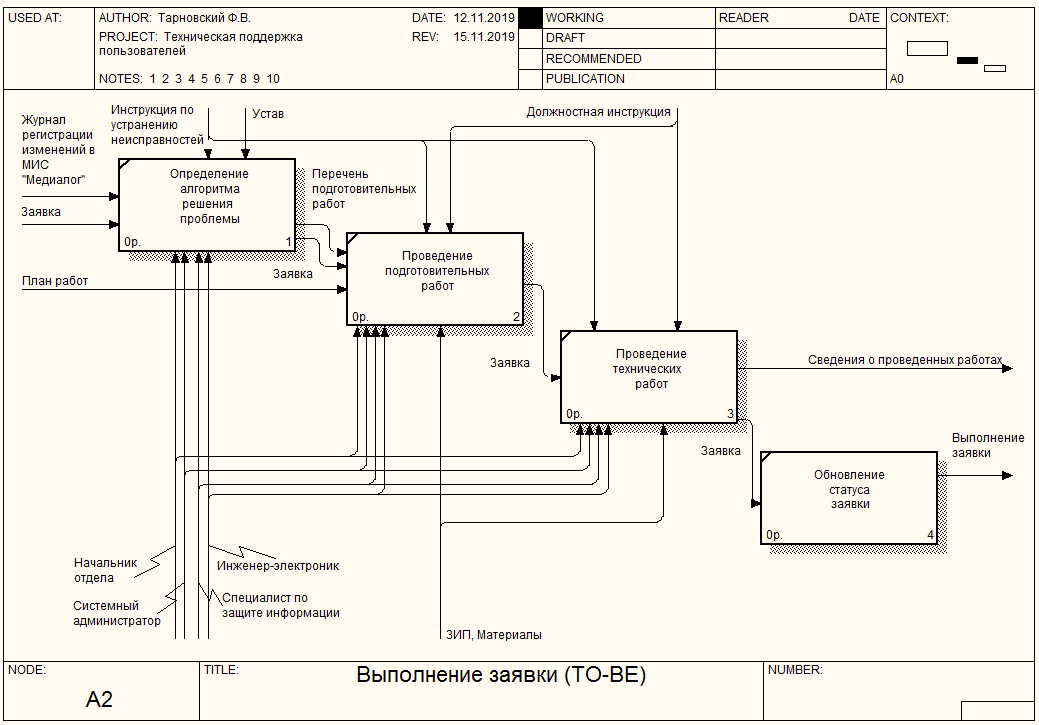 USED AT:
AUTHOR: Тарновский Ф.В.
DATE: 12.11.2019
PROJECT: Техническая поддержка
пользователей
REV: 15.11.2019
NOTES: 1 2 3 4 5 6 7 8 9 10
WORKING
DRAFT
RECOMMENDED
PUBLICATION
READER
DATE
CONTEXT:
A0
Журнал
регистрации
изменений в
МИС
"Медиалог"
Инструкция по
устранению
неисправностей
Устав
Должностная инструкция
Заявка
План работ
Определение
алгоритма
решения
проблемы
0р.
1
Перечень
подготовительных
работ
Заявка
Проведение
подготовительных
работ
0р.
2
Заявка
Проведение
технических
работ
0р.
3
Сведения о проведенных работах
Заявка
Обновление
статуса
заявки
0р.
4
Выполнение
заявки
Начальник
отдела
Инженер-электроник
Системный
администратор
Специалист по
защите информации
ЗИП, Материалы
NODE:
A2
TITLE:
Выполнение заявки (TO-BE)
NUMBER: